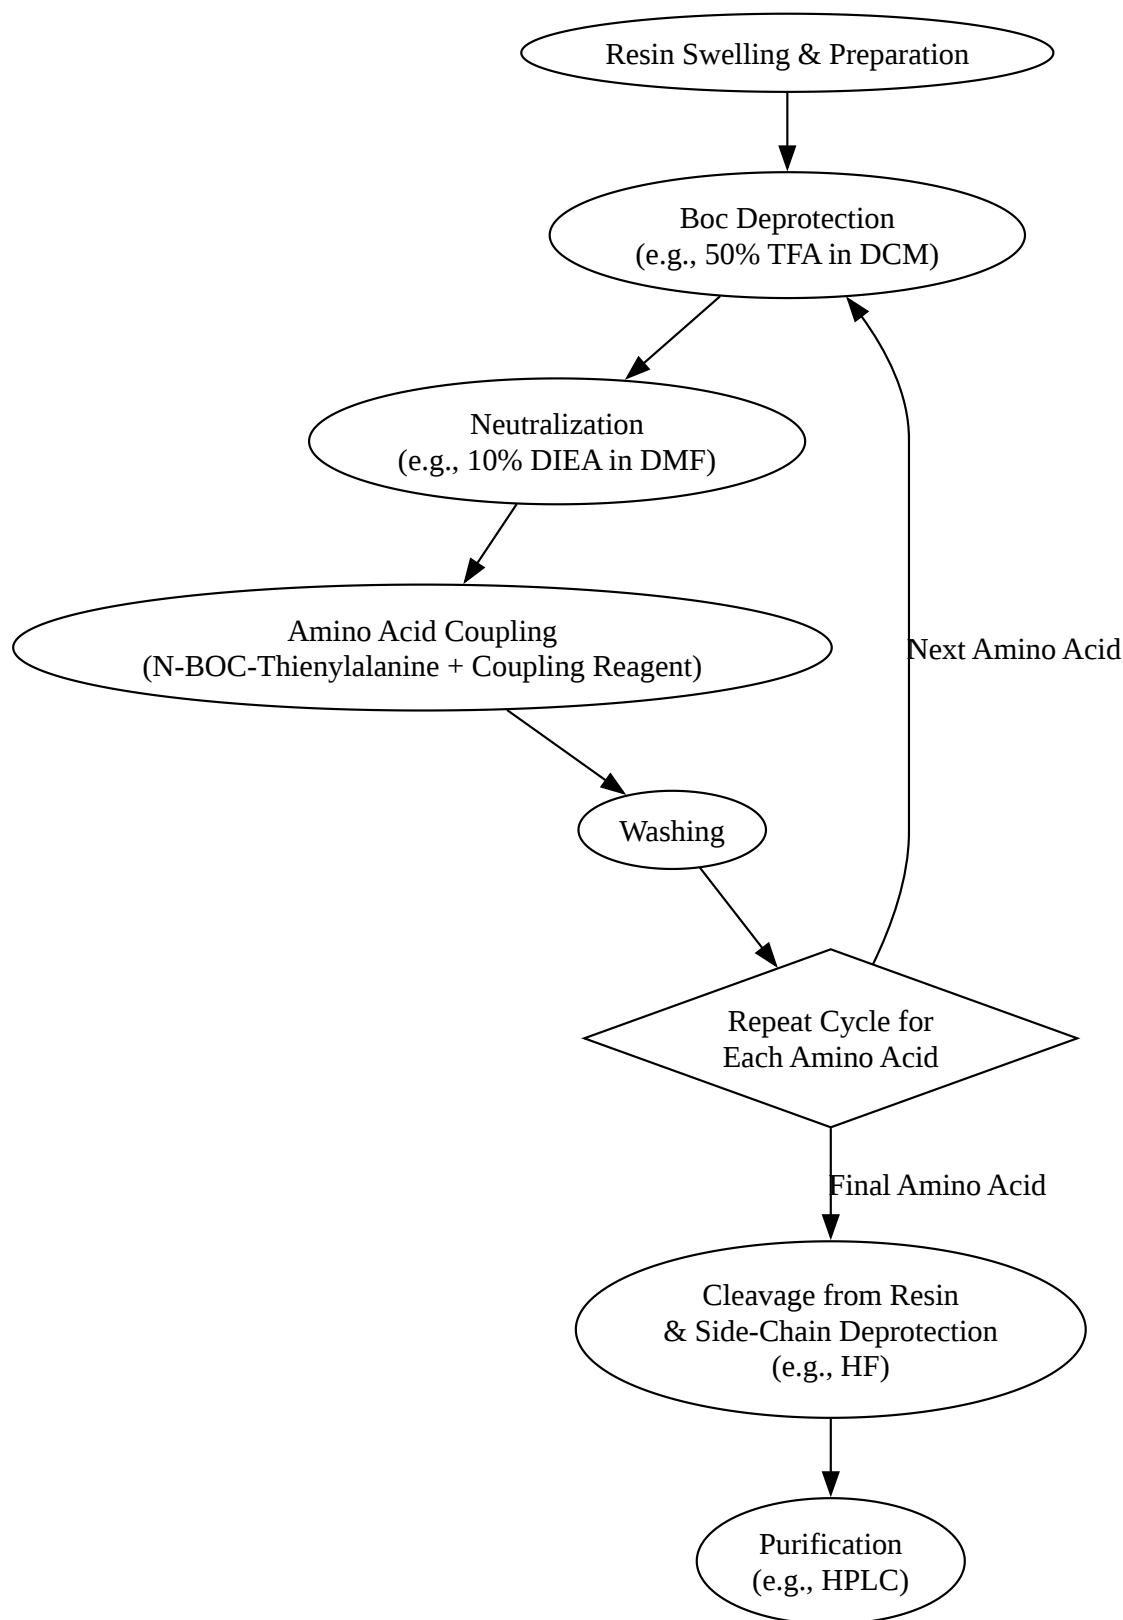 Resin Swelling & Preparation
Boc Deprotection
(e.g., 50% TFA in DCM)
Neutralization
(e.g., 10% DIEA in DMF)
Amino Acid Coupling
(N-BOC-Thienylalanine + Coupling Reagent)
Next Amino Acid
Washing
Repeat Cycle for
Each Amino Acid
Final Amino Acid
Cleavage from Resin
& Side-Chain Deprotection
(e.g., HF)
Purification
(e.g., HPLC)